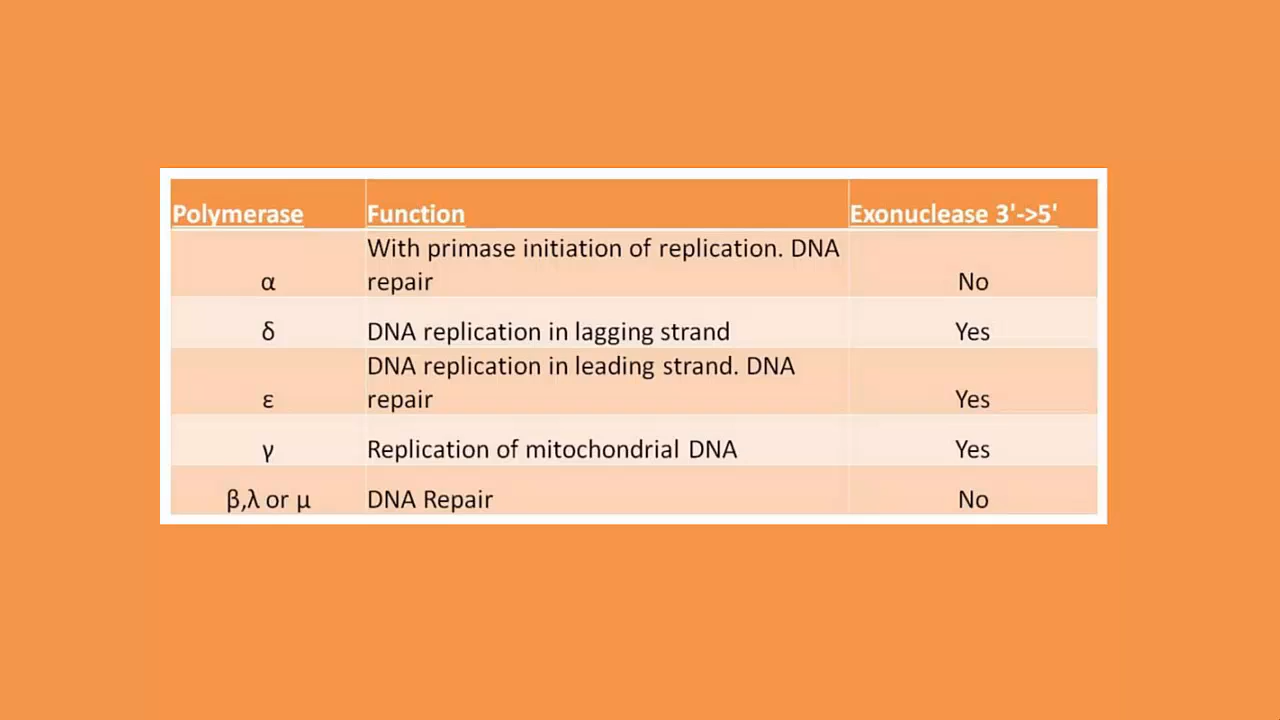 Polymerase Function Exonuclease 3'->5'
With primase initiation of replication. DNA
α repair No
δ DNA replication in lagging strand Yes
DNA replication in leading strand. DNA
ε repair Yes
γ Replication of mitochondrial DNA Yes
β,λ or μ DNA Repair No